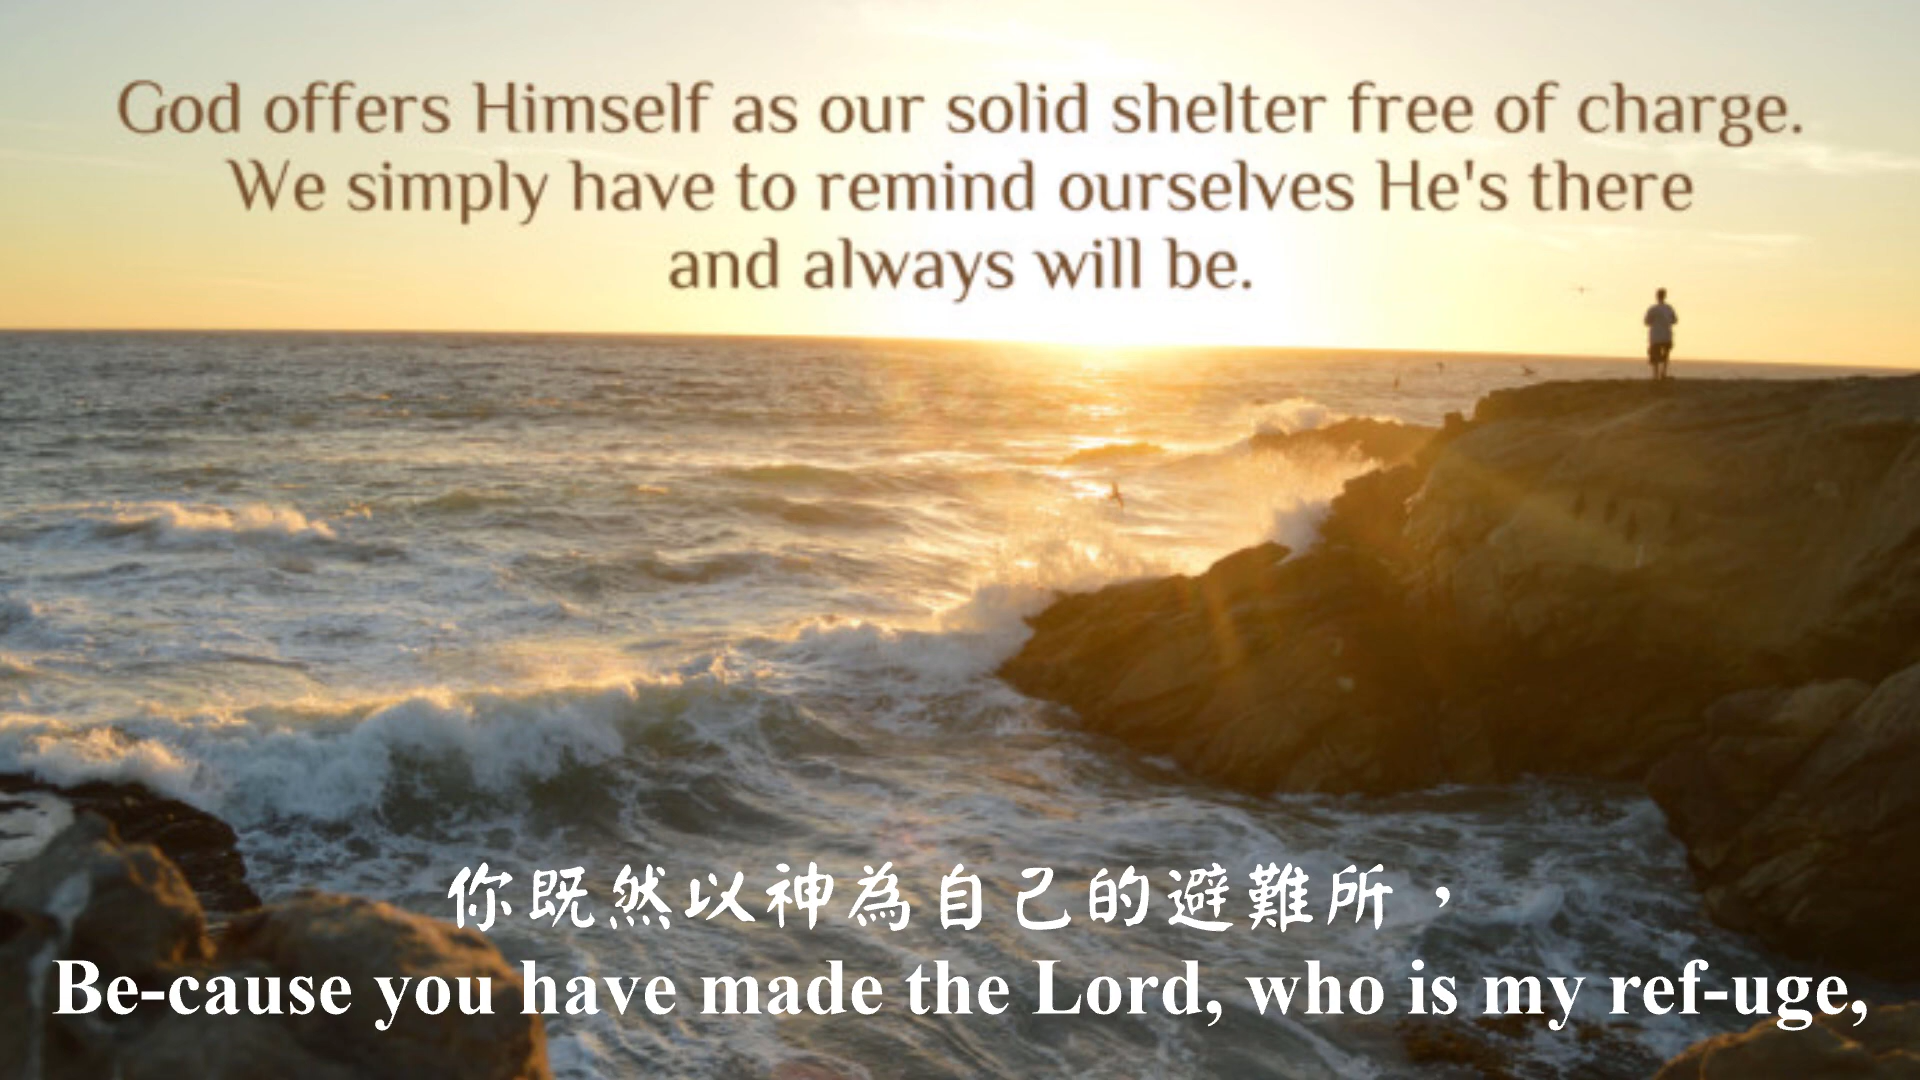 God offers Himself as our solid shelter free of charge.
We simply have to remind ourselves He's there
and always will be.
你既然以神為自己的避難所，
Be-cause you have made the Lord, who is my ref-uge,